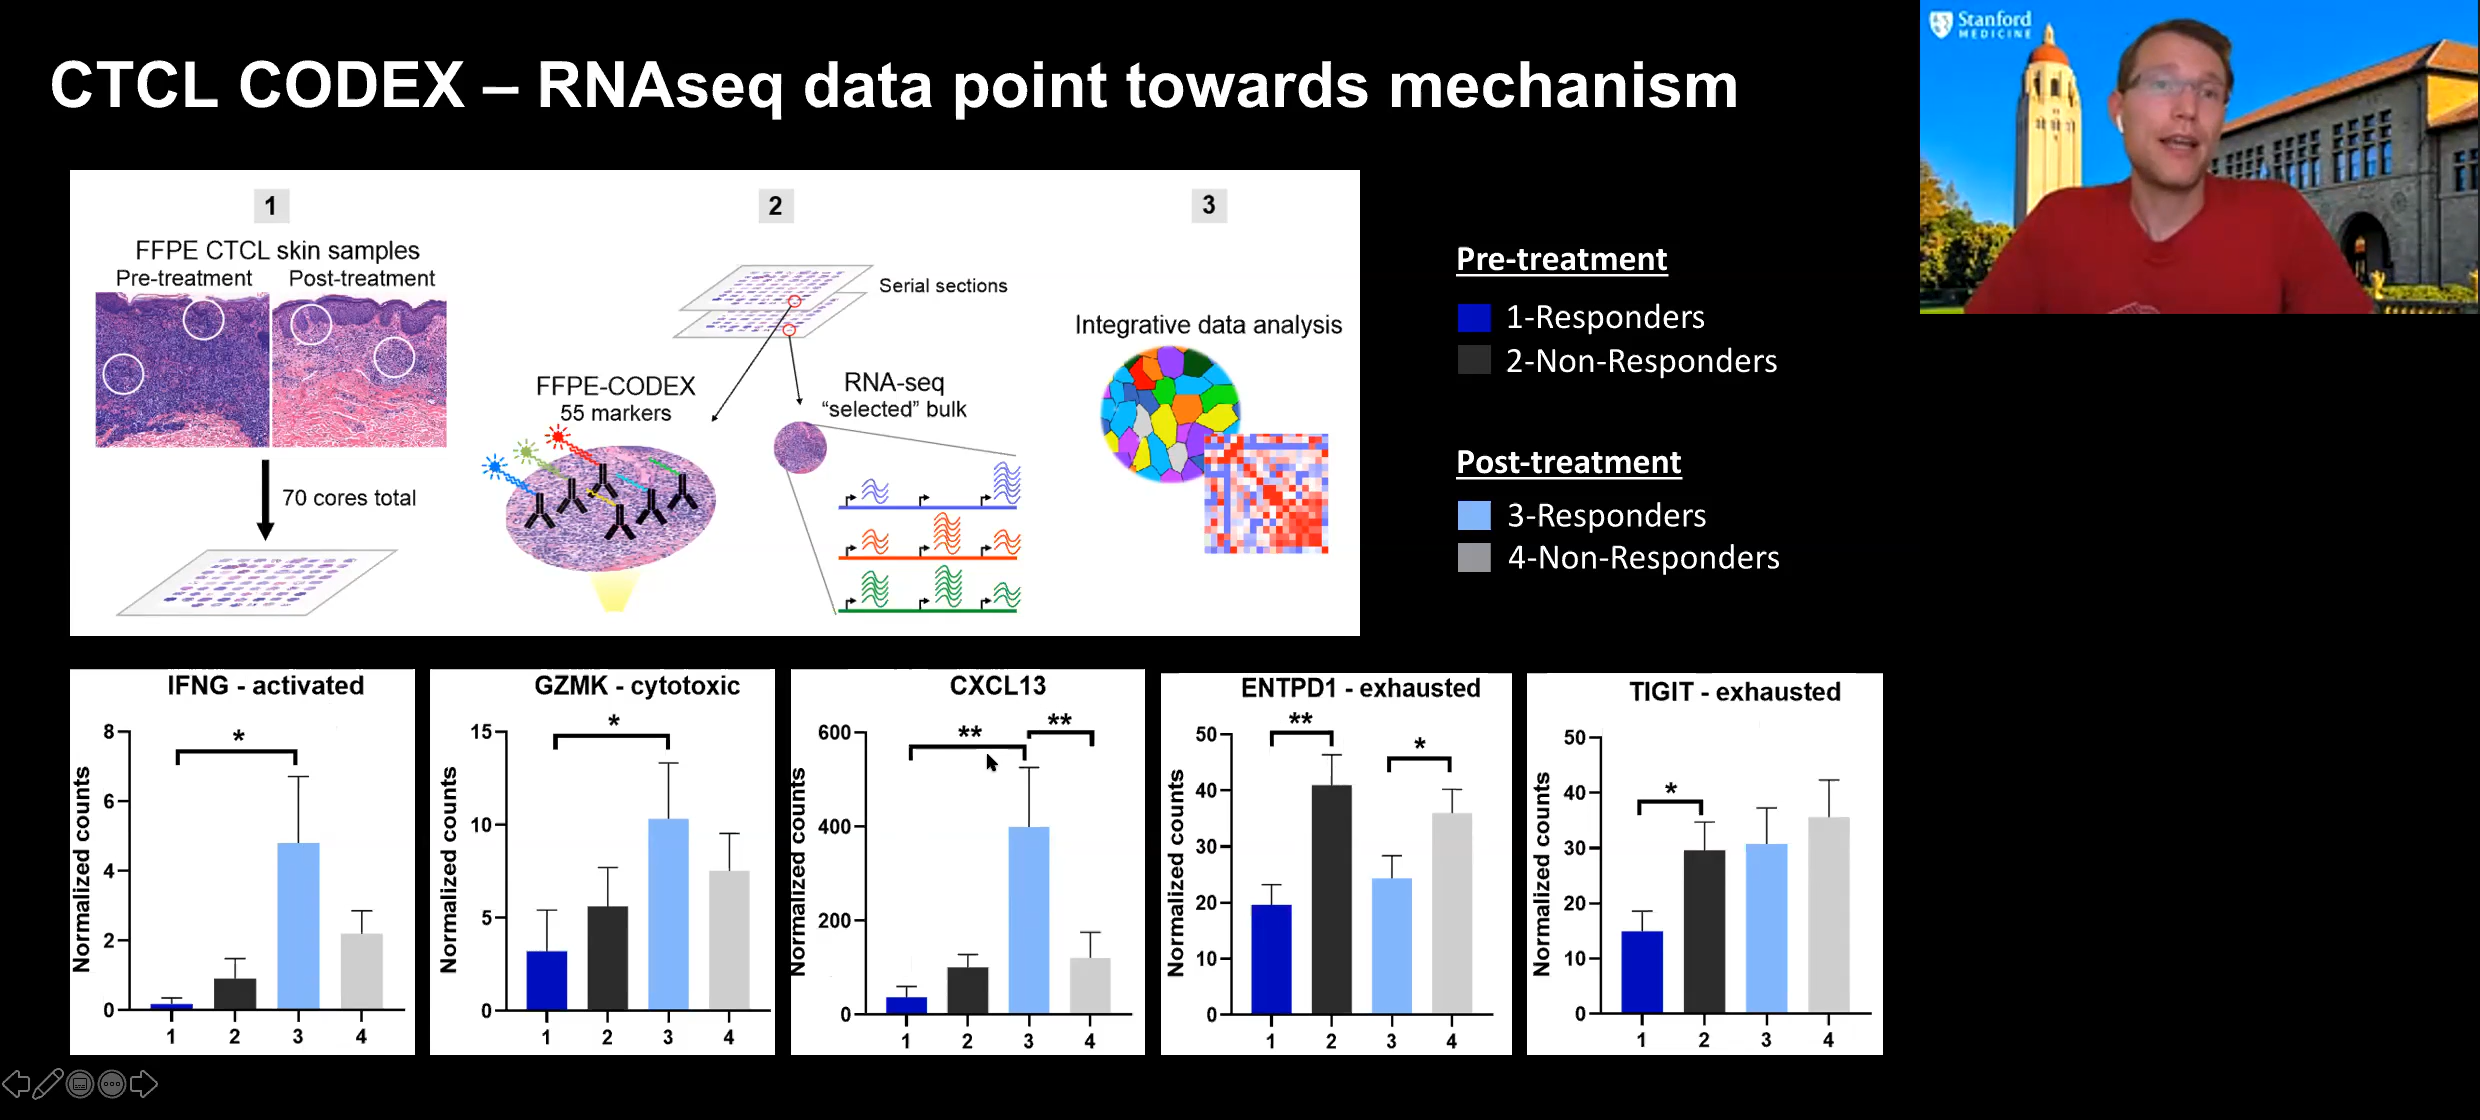 CTCL CODEX – RNAseq data point towards mechanism
Stanford
MEDICINE
1
FFPE CTCL skin samples
Pre-treatment
Post-treatment
70 cores total
2
Serial sections
FFPE-CODEX
55 markers
RNA-seq
“selected” bulk
3
Integrative data analysis
Pre-treatment
1-Responders
2-Non-Responders
Post-treatment
3-Responders
4-Non-Responders
IFNG - activated
Normalized counts
8
6
4
2
0
*
1 2 3 4
GZMK - cytotoxic
Normalized counts
15
10
5
0
*
1 2 3 4
CXCL13
Normalized counts
600
400
200
0
** **
1 2 3 4
ENTPD1 - exhausted
Normalized counts
50
40
30
20
10
0
** *
1 2 3 4
TIGIT - exhausted
Normalized counts
50
40
30
20
10
0
*
1 2 3 4